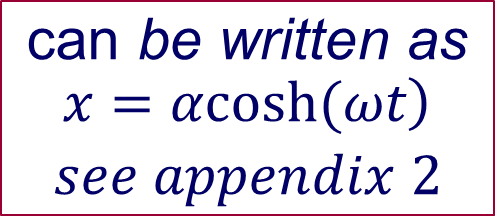 can be written as
x = αcosh(ωt)
see appendix 2